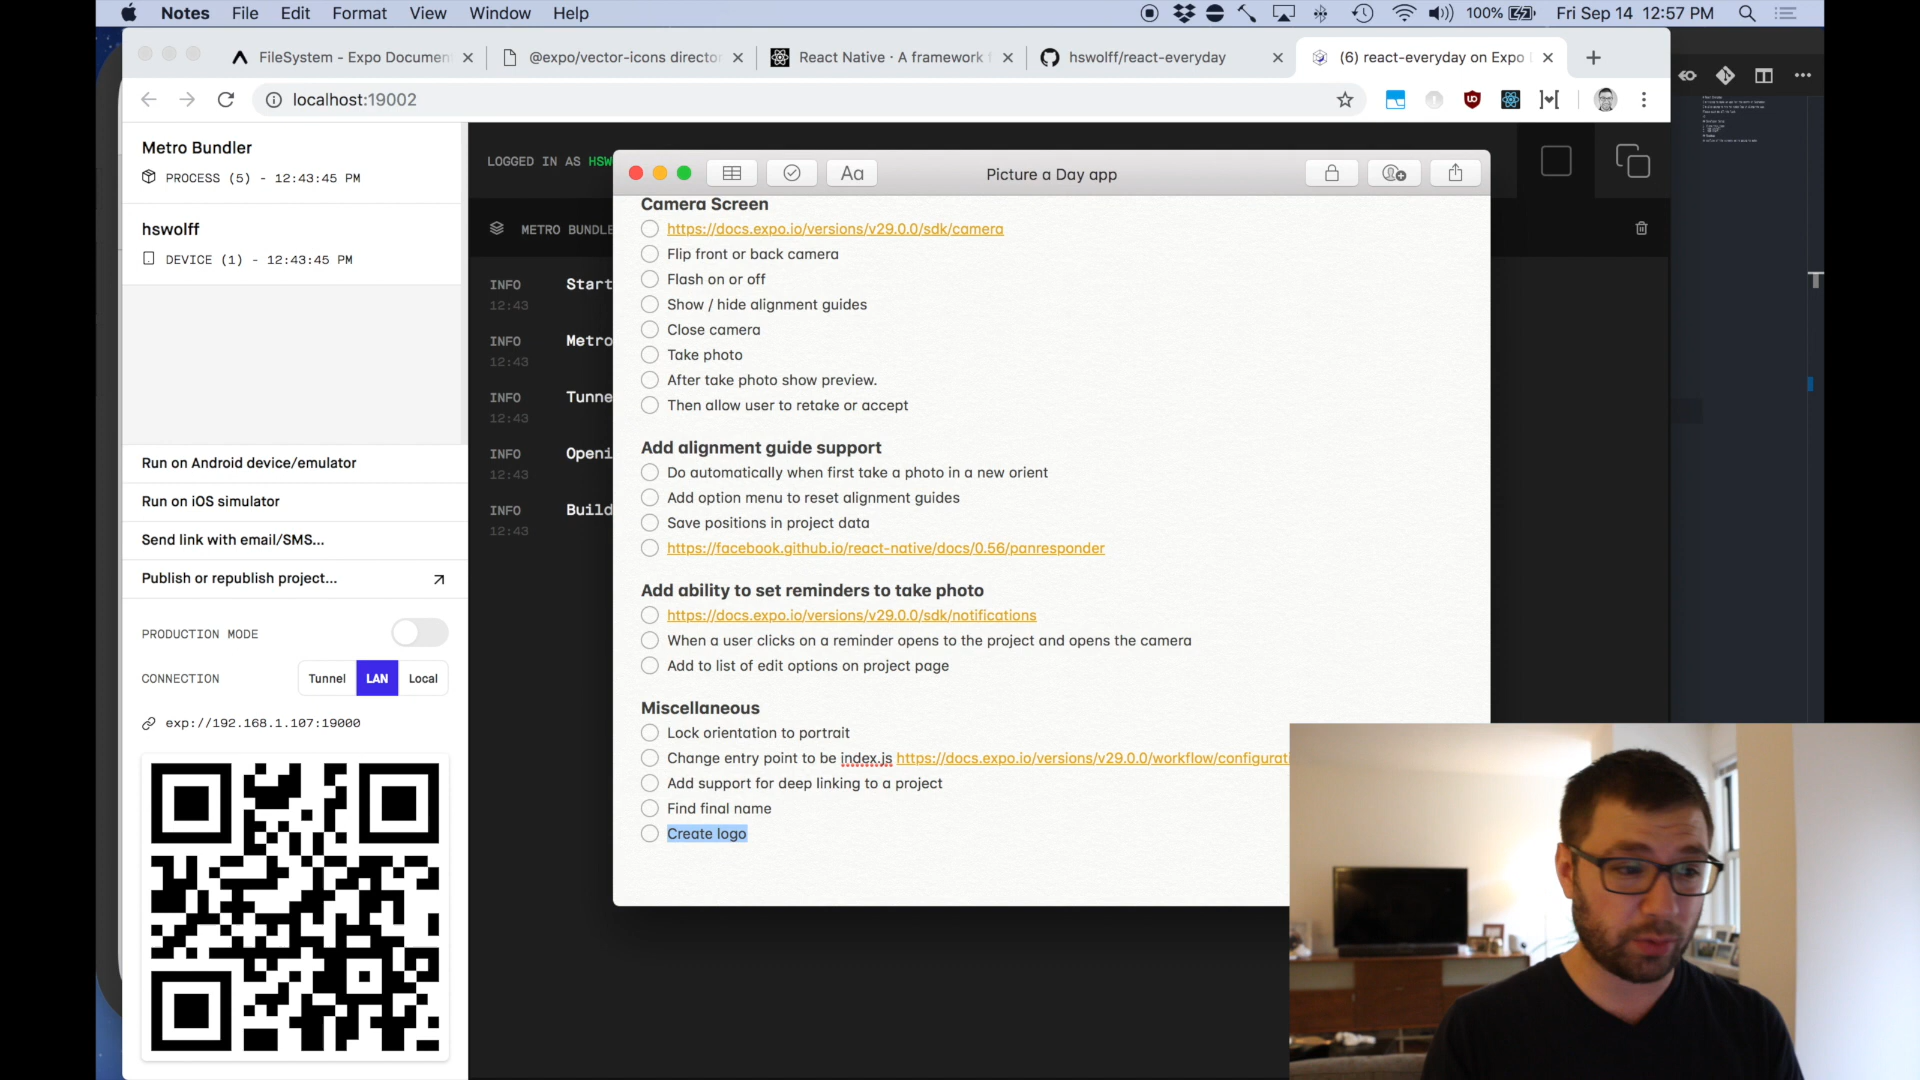 Notes File Edit Format View Window Help 100% Fri Sep 14 12:57 PM
FileSystem - Expo Documen
@expo/vector-icons director
React Native · A framework
hswolff/react-everyday
(6) react-everyday on Expo
localhost:19002
Metro Bundler
PROCESS (5) - 12:43:45 PM
hswolff
DEVICE (1) - 12:43:45 PM
Run on Android device/emulator
Run on iOS simulator
Send link with email/SMS...
Publish or republish project...
PRODUCTION MODE
CONNECTION Tunnel LAN Local
exp://192.168.1.107:19000
LOGGED IN AS HSW
METRO BUNDLE
INFO Start
12:43
INFO Metro
12:43
INFO Tunne
12:43
INFO Openi
12:43
INFO Build
12:43
Aa Picture a Day app
Camera Screen
https://docs.expo.io/versions/v29.0.0/sdk/camera
Flip front or back camera
Flash on or off
Show / hide alignment guides
Close camera
Take photo
After take photo show preview.
Then allow user to retake or accept
Add alignment guide support
Do automatically when first take a photo in a new orient
Add option menu to reset alignment guides
Save positions in project data
https://facebook.github.io/react-native/docs/0.56/panresponder
Add ability to set reminders to take photo
https://docs.expo.io/versions/v29.0.0/sdk/notifications
When a user clicks on a reminder opens to the project and opens the camera
Add to list of edit options on project page
Miscellaneous
Lock orientation to portrait
Change entry point to be index.js https://docs.expo.io/versions/v29.0.0/workflow/configurati
Add support for deep linking to a project
Find final name
Create logo